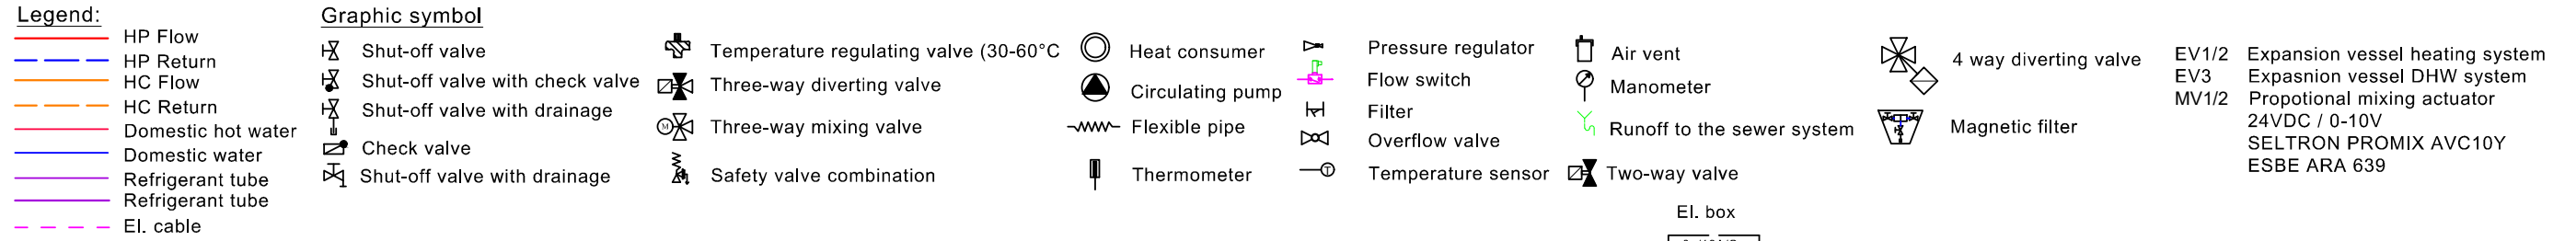 Legend:
HP Flow
HP Return
HC Flow
HC Return
Domestic hot water
Domestic water
Refrigerant tube
Refrigerant tube
El. cable
Graphic symbol
Shut-off valve
Shut-off valve with check valve
Shut-off valve with drainage
Check valve
Shut-off valve with drainage
Temperature regulating valve (30-60°C
Three-way diverting valve
M
Three-way mixing valve
Safety valve combination
Heat consumer
Circulating pump
Flexible pipe
Thermometer
Pressure regulator
Flow switch
Filter
Overflow valve
T
Temperature sensor
Air vent
Manometer
Runoff to the sewer system
Two-way valve
El. box
4 way diverting valve
Magnetic filter
EV1/2 Expansion vessel heating system
EV3 Expasnion vessel DHW system
MV1/2 Propotional mixing actuator
24VDC / 0-10V
SELTRON PROMIX AVC10Y
ESBE ARA 639